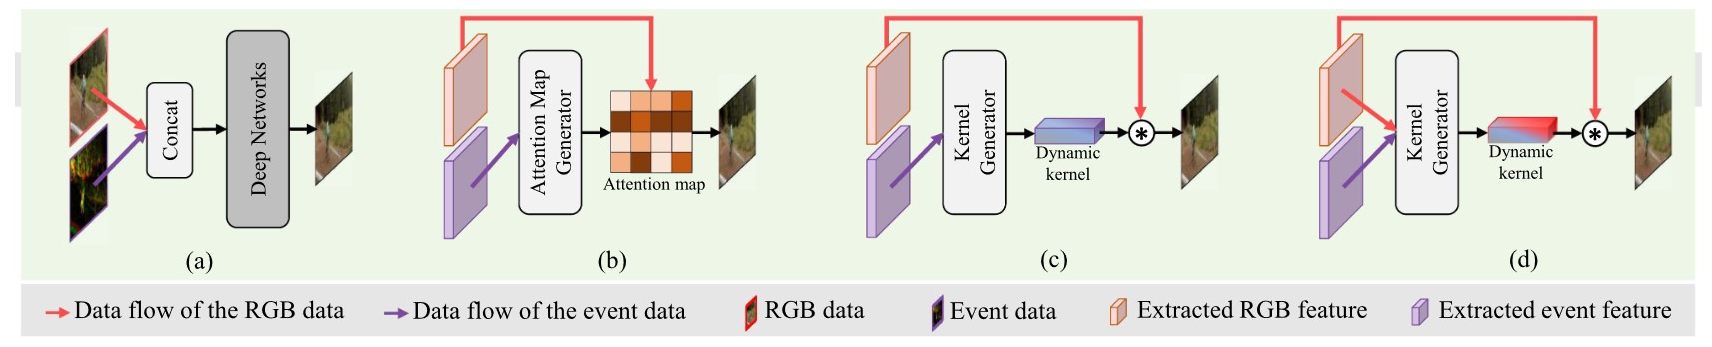 Concat
Deep Networks
(a)
Attention Map
Generator
Attention map
(b)
Kernel
Generator
Dynamic
kernel
(c)
Kernel
Generator
Dynamic
kernel
(d)
Data flow of the RGB data
Data flow of the event data
RGB data
Event data
Extracted RGB feature
Extracted event feature